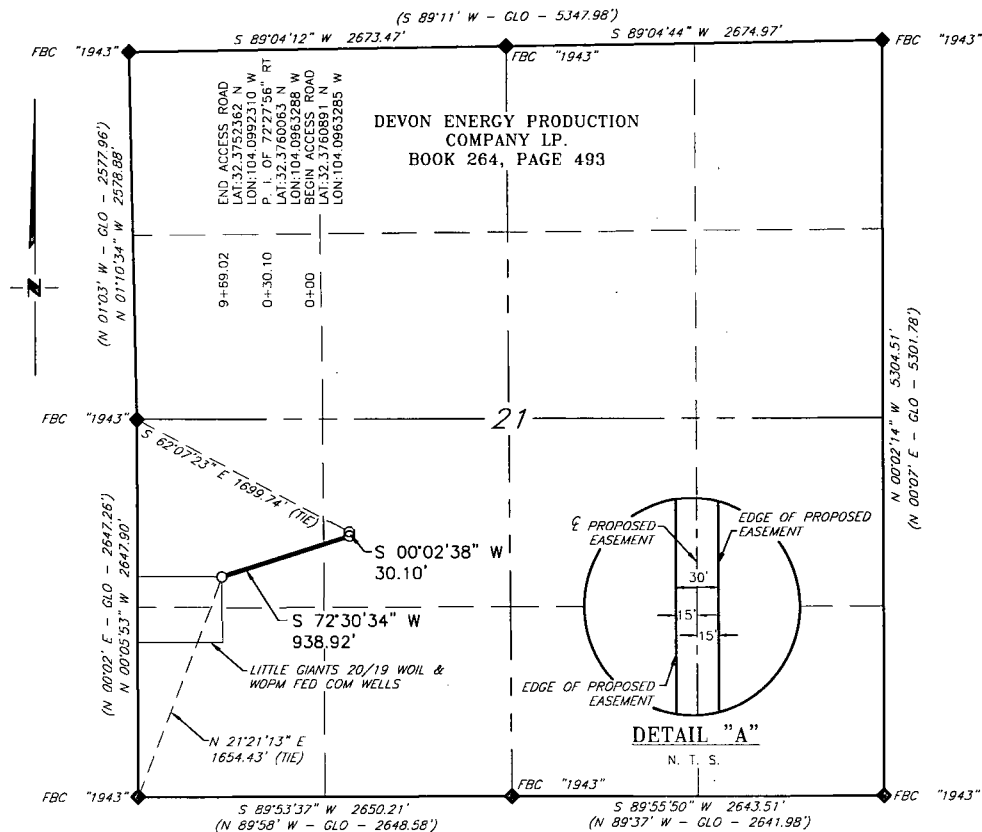 (S 89°11' W - GLO - 5347.98')
S 89°04'12" W 2673.47'
S 89°04'44" W 2674.97'
FBC "1943"
FBC "1943"
FBC "1943"
DEVON ENERGY PRODUCTION
COMPANY LP.
BOOK 264, PAGE 493
END ACCESS ROAD
LAT:32.3752362 N
LON:104.0992310 W
P. I. OF 72°27'56" RT
LAT:32.3760063 N
LON:104.0963288 W
BEGIN ACCESS ROAD
LAT:32.3760891 N
LON:104.0963285 W
9+69.02
0+30.10
0+00
(N 01°03' W - GLO - 2577.96')
N 01°10'34" W 2578.88'
N
FBC "1943"
21
N 00°02'14" W 5304.51'
(N 00°07' E - GLO - 5301.78')
S 62°07'23" E 1699.74' (TIE)
S 00°02'38" W
30.10'
S 72°30'34" W
938.92'
(N 00°02' E - GLO - 2647.26')
N 00°05'53" W 2647.90'
LITTLE GIANTS 20/19 WOIL &
WOPM FED COM WELLS
N 21°21'13" E
1654.43' (TIE)
℄ PROPOSED
EASEMENT
EDGE OF PROPOSED
EASEMENT
30'
15'
15'
EDGE OF PROPOSED
EASEMENT
DETAIL "A"
N. T. S.
FBC "1943"
FBC "1943"
FBC "1943"
S 89°53'37" W 2650.21'
(N 89°58' W - GLO - 2648.58')
S 89°55'50" W 2643.51'
(N 89°37' W - GLO - 2641.98')